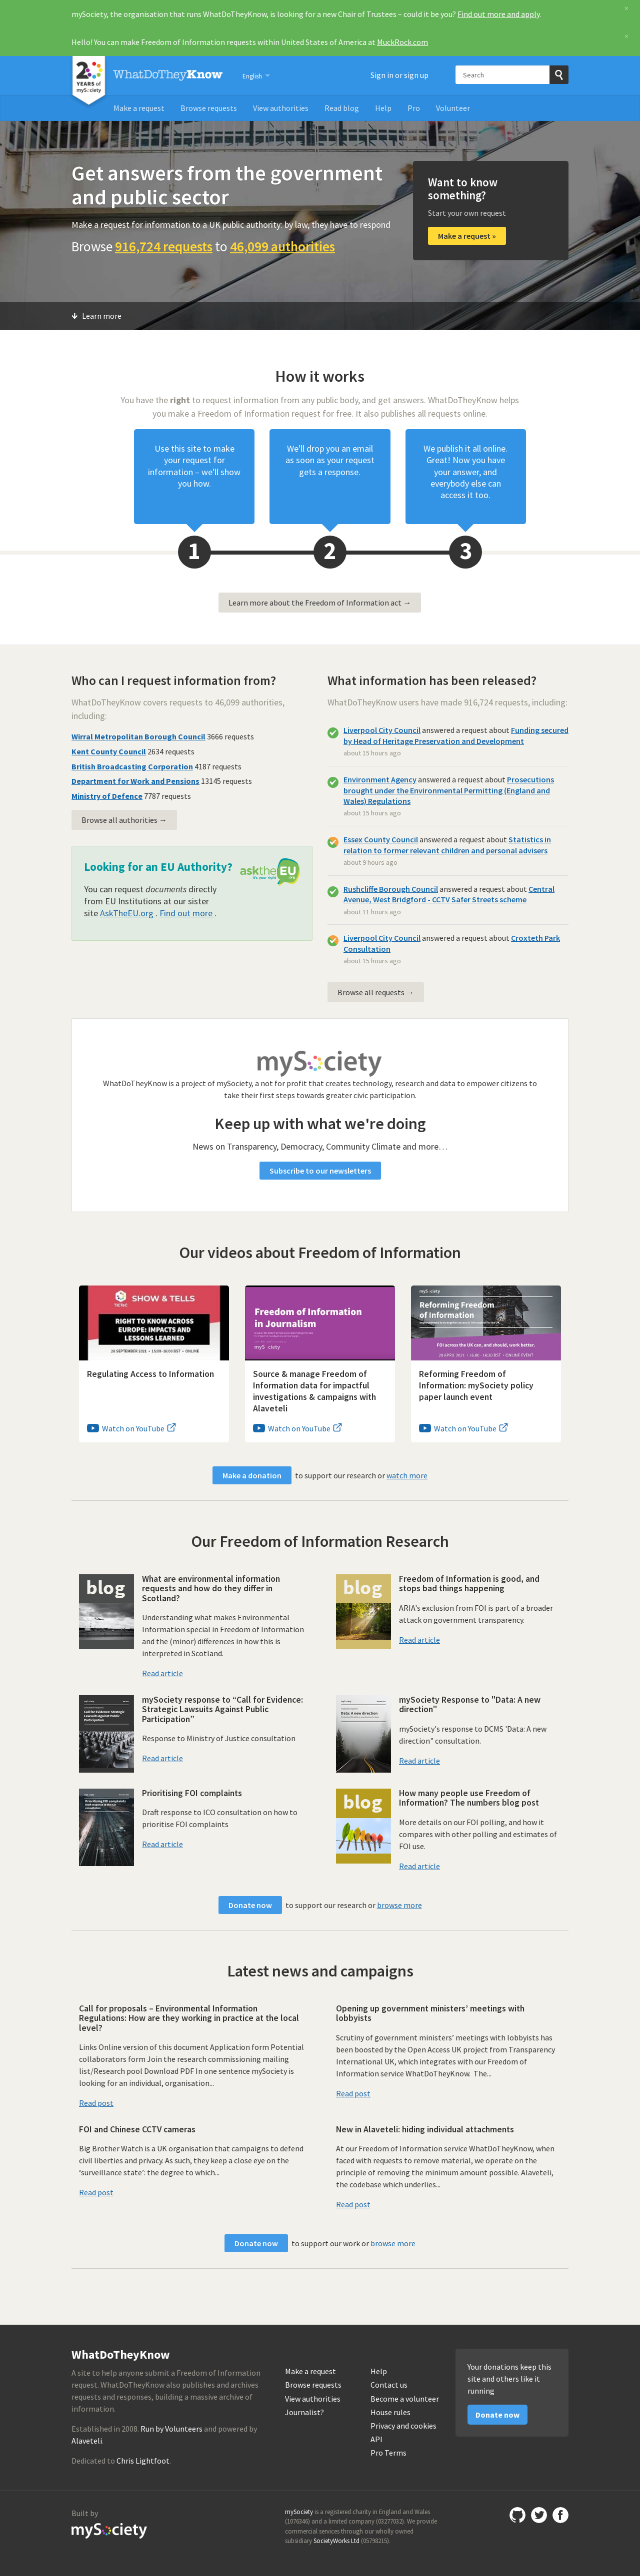 mySociety, the organisation that runs WhatDoTheyKnow, is looking for a new Chair of Trustees – could it be you? Find out more and apply.
×
Hello! You can make Freedom of Information requests within United States of America at MuckRock.com
×
20
YEARS of
mySociety
WhatDoTheyKnow
English
Sign in or sign up
Search
Make a request
Browse requests
View authorities
Read blog
Help
Pro
Volunteer
Get answers from the government
and public sector
Make a request for information to a UK public authority: by law, they have to respond
Browse 916,724 requests to 46,099 authorities
Want to know
something?
Start your own request
Make a request »
Learn more
How it works
You have the right to request information from any public body, and get answers. WhatDoTheyKnow helps
you make a Freedom of Information request for free. It also publishes all requests online.
Use this site to make
your request for
information – we'll show
you how.
We'll drop you an email
as soon as your request
gets a response.
We publish it all online.
Great! Now you have
your answer, and
everybody else can
access it too.
1
2
3
Learn more about the Freedom of Information act →
Who can I request information from?
WhatDoTheyKnow covers requests to 46,099 authorities,
including:
Wirral Metropolitan Borough Council 3666 requests
Kent County Council 2634 requests
British Broadcasting Corporation 4187 requests
Department for Work and Pensions 13145 requests
Ministry of Defence 7787 requests
Browse all authorities →
Looking for an EU Authority?
asktheEU
It's your right
You can request documents directly
from EU Institutions at our sister
site AskTheEU.org . Find out more .
What information has been released?
WhatDoTheyKnow users have made 916,724 requests, including:
Liverpool City Council answered a request about Funding secured
by Head of Heritage Preservation and Development
about 15 hours ago
Environment Agency answered a request about Prosecutions
brought under the Environmental Permitting (England and
Wales) Regulations
about 15 hours ago
Essex County Council answered a request about Statistics in
relation to former relevant children and personal advisers
about 9 hours ago
Rushcliffe Borough Council answered a request about Central
Avenue, West Bridgford - CCTV Safer Streets scheme
about 11 hours ago
Liverpool City Council answered a request about Croxteth Park
Consultation
about 15 hours ago
Browse all requests →
mySociety
WhatDoTheyKnow is a project of mySociety, a not for profit that creates technology, research and data to empower citizens to
take their first steps towards greater civic participation.
Keep up with what we're doing
News on Transparency, Democracy, Community Climate and more…
Subscribe to our newsletters
Our videos about Freedom of Information
TICTeC
SHOW & TELLS
RIGHT TO KNOW ACROSS
EUROPE: IMPACTS AND
LESSONS LEARNED
Regulating Access to Information
Watch on YouTube
Freedom of Information
in Journalism
mySociety
Source & manage Freedom of
Information data for impactful
investigations & campaigns with
Alaveteli
Watch on YouTube
mySociety
Reforming Freedom
of Information
FOI across the UK can, and should, work better.
Reforming Freedom of
Information: mySociety policy
paper launch event
Watch on YouTube
Make a donation to support our research or watch more
Our Freedom of Information Research
blog
What are environmental information
requests and how do they differ in
Scotland?
Understanding what makes Environmental
Information special in Freedom of Information
and the (minor) differences in how this is
interpreted in Scotland.
Read article
blog
Freedom of Information is good, and
stops bad things happening
ARIA's exclusion from FOI is part of a broader
attack on government transparency.
Read article
mySociety response to “Call for Evidence:
Strategic Lawsuits Against Public
Participation”
Response to Ministry of Justice consultation
Read article
Data: A new direction
mySociety Response to "Data: A new
direction"
mySociety's response to DCMS 'Data: A new
direction" consultation.
Read article
Prioritising FOI complaints
Prioritising FOI complaints
Draft response to ICO consultation on how to
prioritise FOI complaints
Read article
blog
How many people use Freedom of
Information? The numbers blog post
More details on our FOI polling, and how it
compares with other polling and estimates of
FOI use.
Read article
Donate now to support our research or browse more
Latest news and campaigns
Call for proposals – Environmental Information
Regulations: How are they working in practice at the local
level?
Links Online version of this document Application form Potential
collaborators form Join the research commissioning mailing
list/Research pool Download PDF In one sentence mySociety is
looking for an individual, organisation...
Read post
Opening up government ministers’ meetings with
lobbyists
Scrutiny of government ministers’ meetings with lobbyists has
been boosted by the Open Access UK project from Transparency
International UK, which integrates with our Freedom of
Information service WhatDoTheyKnow. The...
Read post
FOI and Chinese CCTV cameras
Big Brother Watch is a UK organisation that campaigns to defend
civil liberties and privacy. As such, they keep a close eye on the
‘surveillance state’: the degree to which...
Read post
New in Alaveteli: hiding individual attachments
At our Freedom of Information service WhatDoTheyKnow, when
faced with requests to remove material, we operate on the
principle of removing the minimum amount possible. Alaveteli,
the codebase which underlies...
Read post
Donate now to support our work or browse more
WhatDoTheyKnow
A site to help anyone submit a Freedom of Information
request. WhatDoTheyKnow also publishes and archives
requests and responses, building a massive archive of
information.
Established in 2008. Run by Volunteers and powered by
Alaveteli.
Dedicated to Chris Lightfoot.
Make a request
Browse requests
View authorities
Journalist?
Help
Contact us
Become a volunteer
House rules
Privacy and cookies
API
Pro Terms
Your donations keep this
site and others like it
running
Donate now
Built by
mySociety
mySociety is a registered charity in England and Wales
(1076346) and a limited company (03277032). We provide
commercial services through our wholly owned
subsidiary SocietyWorks Ltd (05798215).